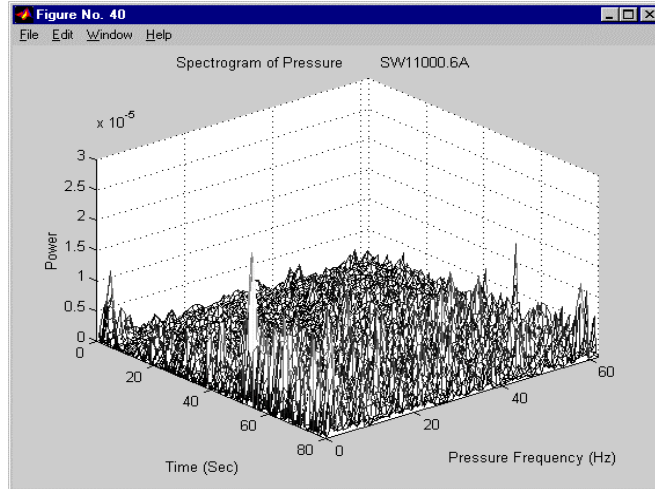 Figure No. 40
File Edit Window Help
Spectrogram of Pressure SW11000.6A
x 10-5
3
2.5
2
1.5
1
0.5
0
Power
0
20
40
60
80
Time (Sec)
0
20
40
60
Pressure Frequency (Hz)